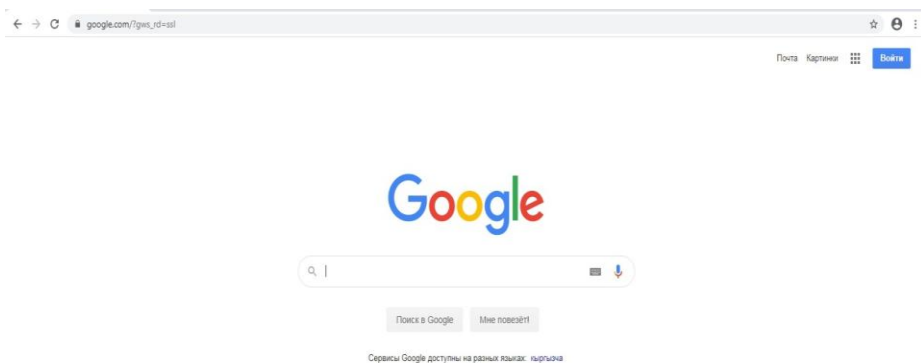 google.com/?gws_rd=ssl
Почта Картинки Войти
Google
Поиск в Google Мне повезёт!
Сервисы Google доступны на разных языках: кыргызча